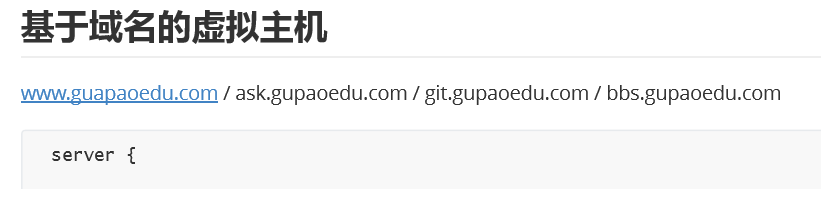 基于域名的虚拟主机
www.guapaoedu.com / ask.gupaoedu.com / git.gupaoedu.com / bbs.gupaoedu.com
server {